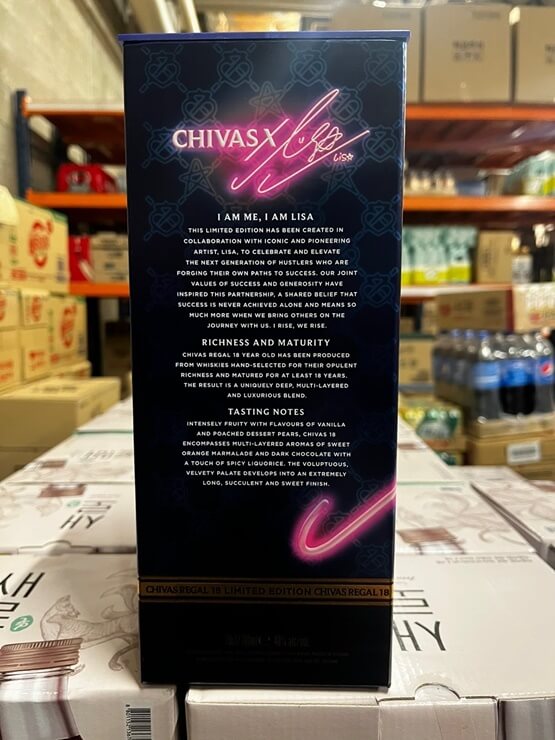 CHIVAS X Lisa
LISA
I AM ME, I AM LISA
THIS LIMITED EDITION HAS BEEN CREATED IN
COLLABORATION WITH ICONIC AND PIONEERING
ARTIST, LISA, TO CELEBRATE AND ELEVATE
THE NEXT GENERATION OF HUSTLERS WHO ARE
FORGING THEIR OWN PATHS TO SUCCESS. OUR JOINT
VALUES OF SUCCESS AND GENEROSITY HAVE
INSPIRED THIS PARTNERSHIP, A SHARED BELIEF THAT
SUCCESS IS NEVER ACHIEVED ALONE AND MEANS SO
MUCH MORE WHEN WE BRING OTHERS ON THE
JOURNEY WITH US. I RISE, WE RISE.
RICHNESS AND MATURITY
CHIVAS REGAL 18 YEAR OLD HAS BEEN PRODUCED
FROM WHISKIES HAND-SELECTED FOR THEIR OPULENT
RICHNESS AND MATURED FOR AT LEAST 18 YEARS.
THE RESULT IS A UNIQUELY DEEP, MULTI-LAYERED
AND LUXURIOUS BLEND.
TASTING NOTES
INTENSELY FRUITY WITH FLAVOURS OF VANILLA
AND POACHED DESSERT PEARS, CHIVAS 18
ENCOMPASSES MULTI-LAYERED AROMAS OF SWEET
ORANGE MARMALADE AND DARK CHOCOLATE WITH
A TOUCH OF SPICY LIQUORICE. THE VOLUPTUOUS,
VELVETY PALATE DEVELOPS INTO AN EXTREMELY
LONG, SUCCULENT AND SWEET FINISH.
CHIVAS REGAL 18 LIMITED EDITION CHIVAS REGAL 18
HY
HY
HY